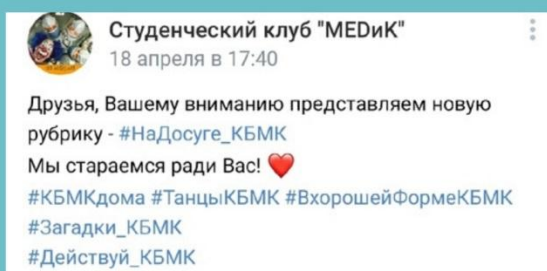 Студенческий клуб "МЕDиК"
18 апреля в 17:40
Друзья, Вашему вниманию представляем новую
рубрику - #НаДосуге_КБМК
Мы стараемся ради Вас! ❤️
#КБМКдома #ТанцыКБМК #ВхорошейФормеКБМК
#Загадки_КБМК
#Действуй_КБМК